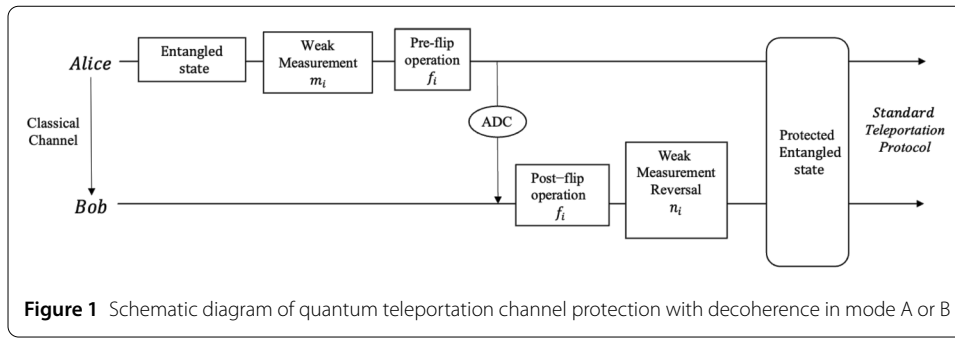 Alice
Entangled
state
Weak
Measurement
m_i
Pre-flip
operation
f_i
Classical
Channel
ADC
Post−flip
operation
f_i
Weak
Measurement
Reversal
n_i
Protected
Entangled
state
Standard
Teleportation
Protocol
Bob
Figure 1 Schematic diagram of quantum teleportation channel protection with decoherence in mode A or B